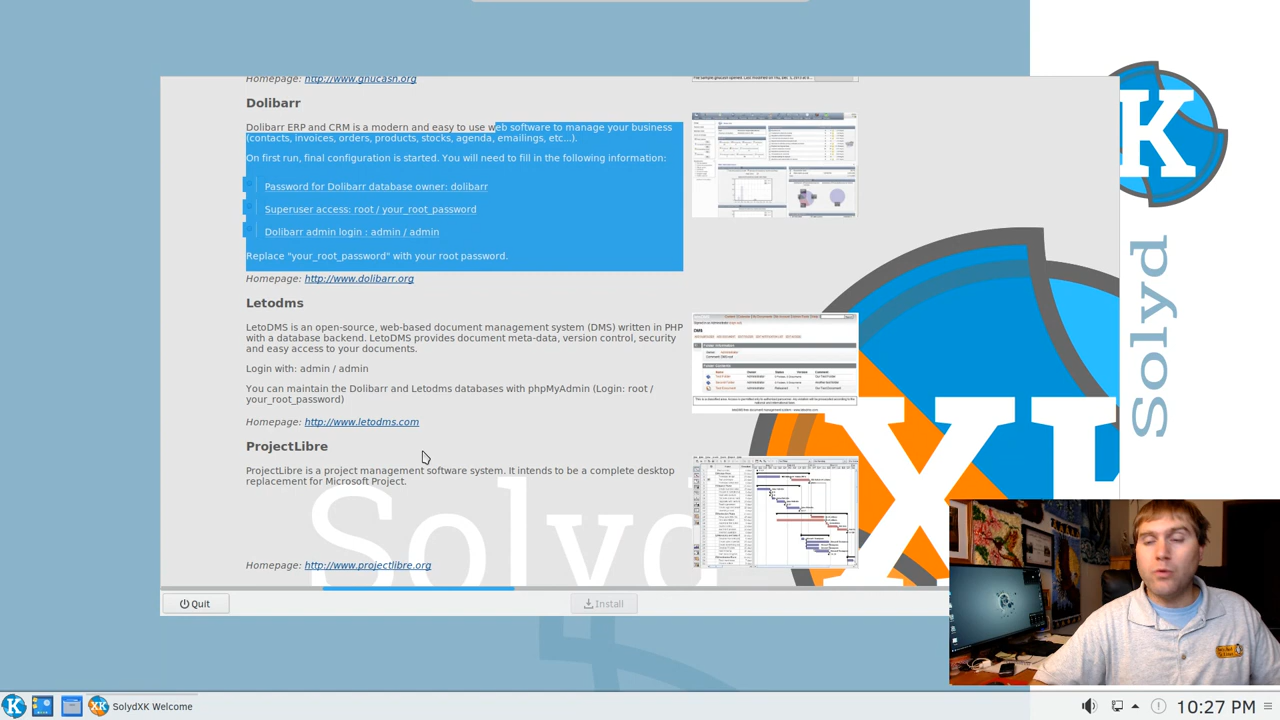 Homepage: http://www.gnucash.org
Dolibarr
Dolibarr ERP and CRM is a modern and easy to use web software to manage your business
(contacts, invoices, orders, products, stocks, agenda, emailings, etc...).
On first run, final configuration is started. You will need to fill in the following information:
Password for Dolibarr database owner: dolibarr
Superuser access: root / your_root_password
Dolibarr admin login : admin / admin
Replace "your_root_password" with your root password.
Homepage: http://www.dolibarr.org
Letodms
LetoDMS is an open-source, web-based document management system (DMS) written in PHP
with a database backend. LetoDMS provides document meta-data, version control, security
and easy access to your documents.
Login: admin / admin
You can maintain the Dolibarr and Letodms databases with phpMyAdmin (Login: root /
your_root_password)
Homepage: http://www.letodms.com
ProjectLibre
ProjectLibre is a project management software system. It intends to be a complete desktop
replacement for Microsoft Project.
Homepage: http://www.projectlibre.org
Quit
Install
Solyd
XK
SolydXK Welcome
10:27 PM